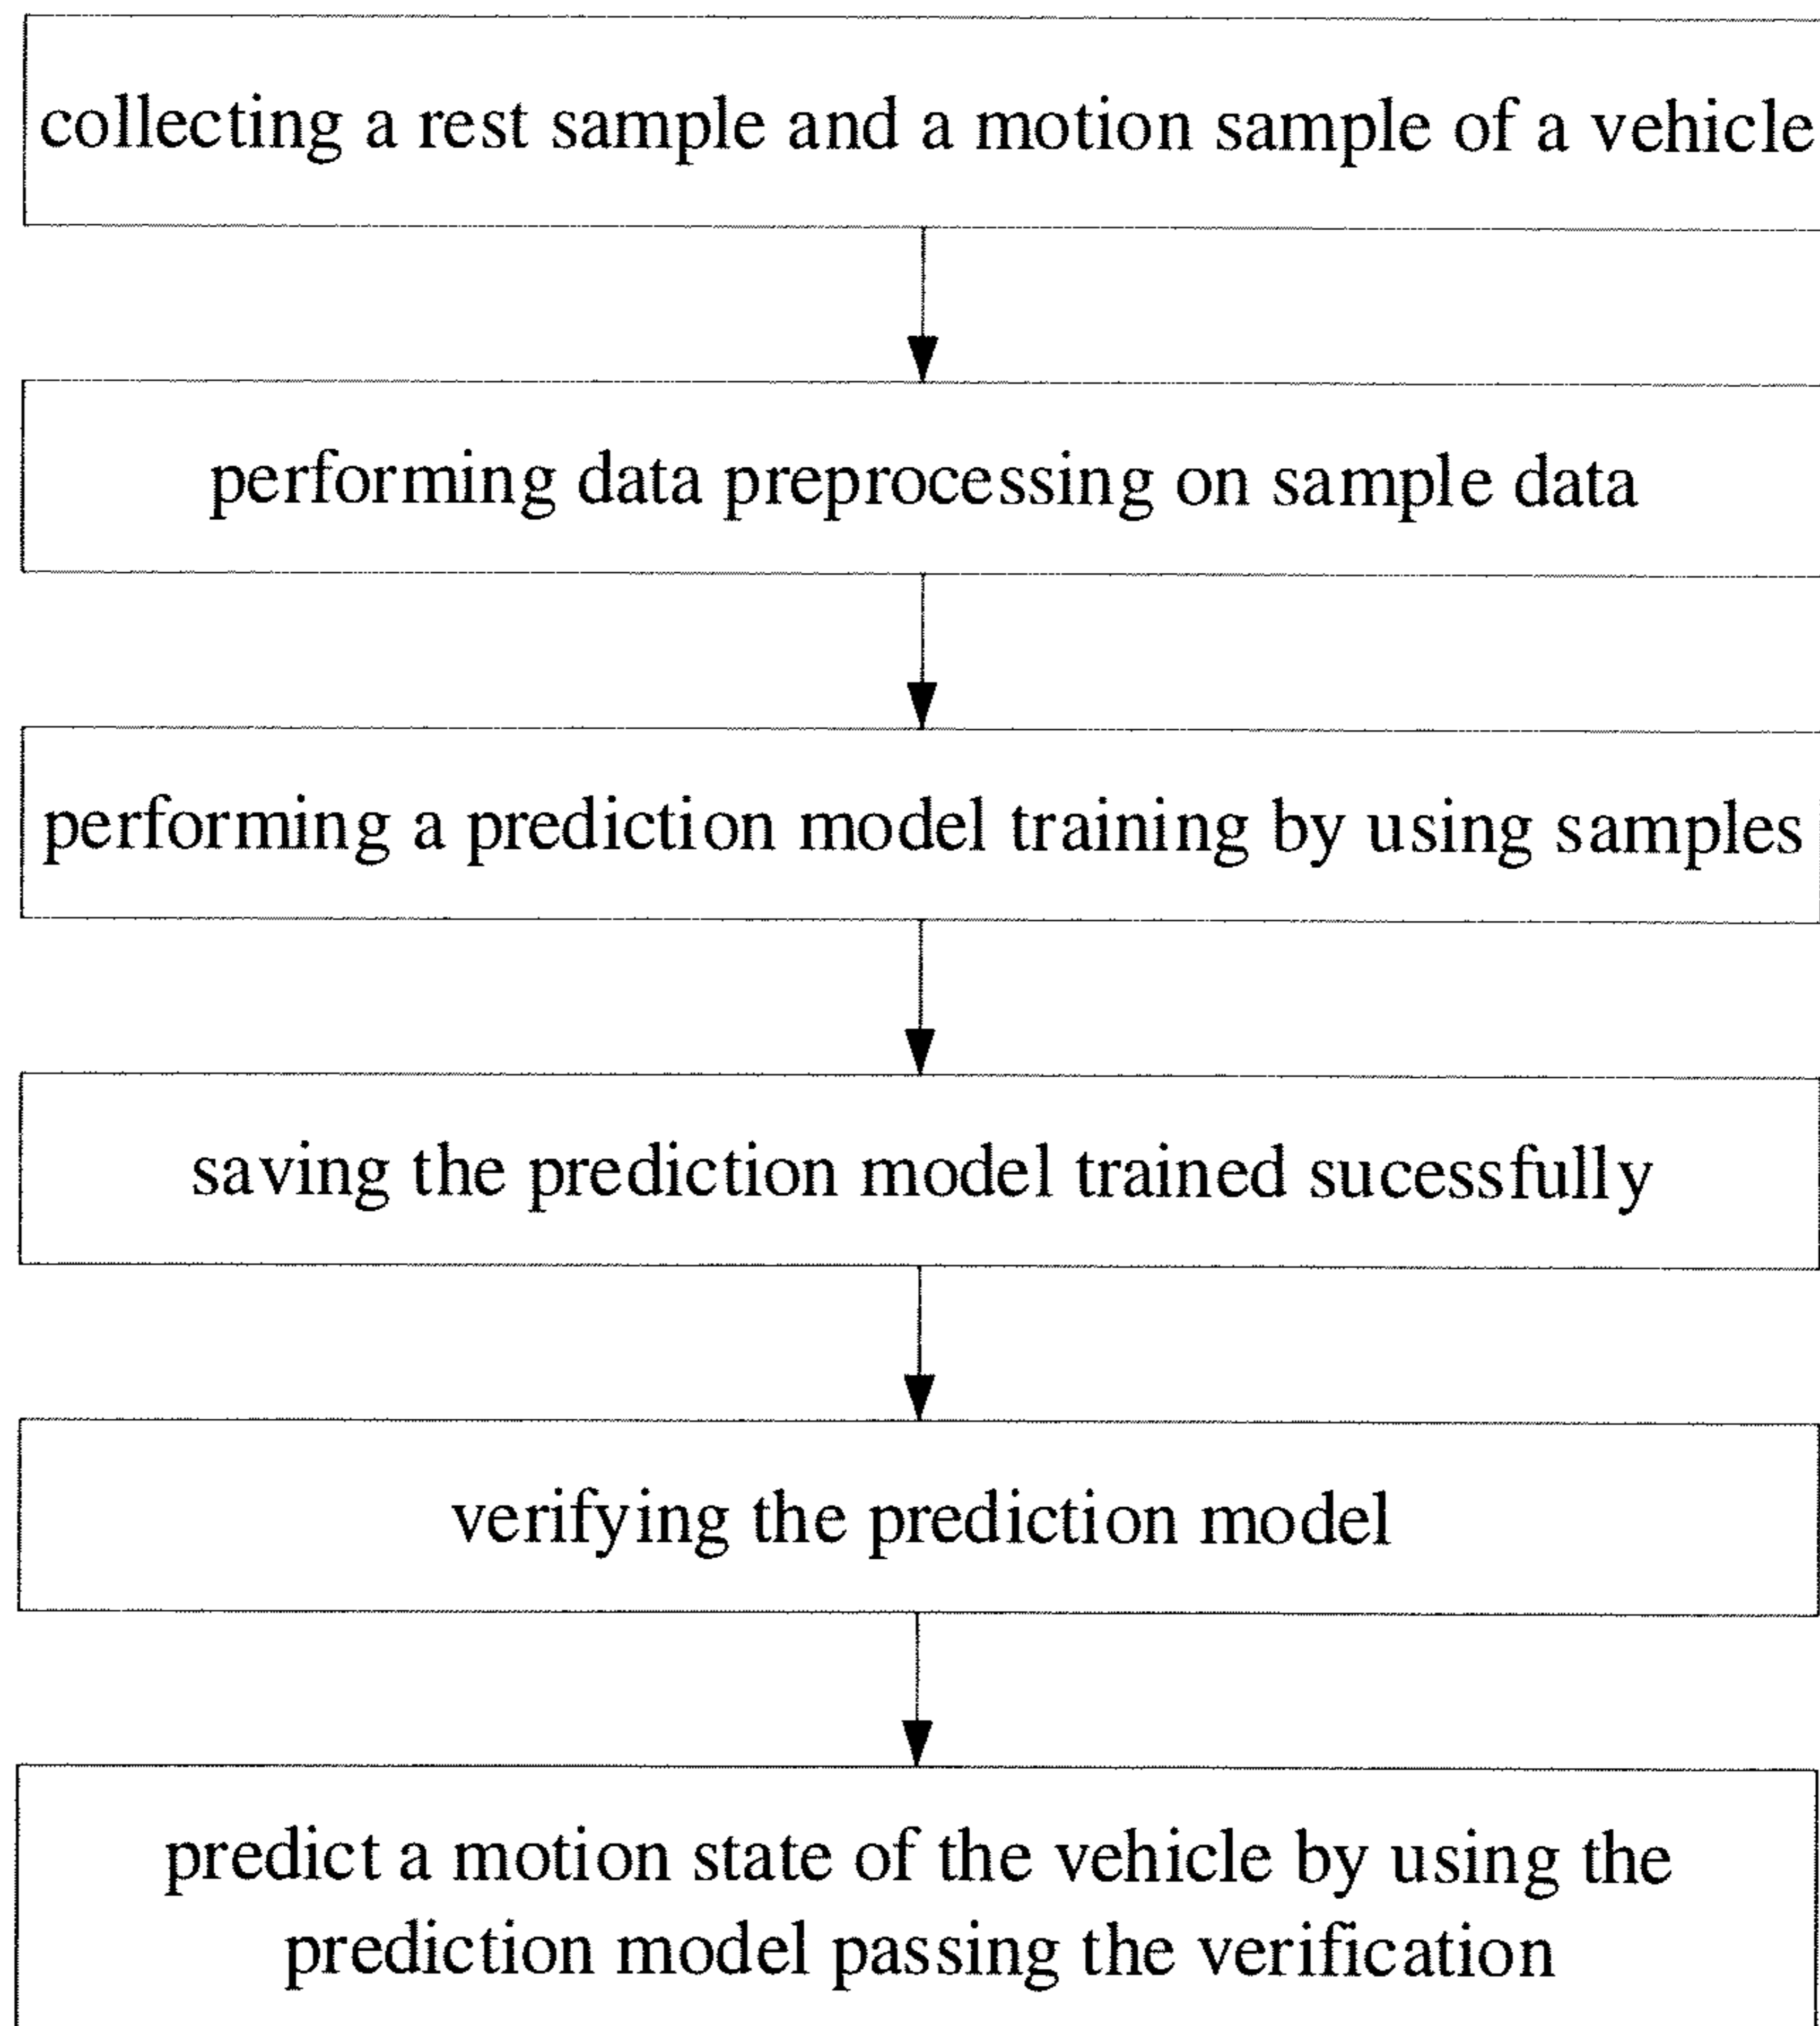 collecting a rest sample and a motion sample of a vehicle
performing data preprocessing on sample data
performing a prediction model training by using samples
saving the prediction model trained sucessfully
verifying the prediction model
predict a motion state of the vehicle by using the
prediction model passing the verification